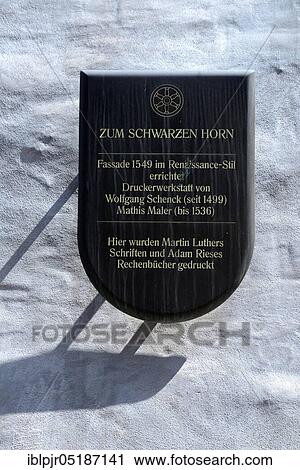 ZUM SCHWARZEN HORN
Fassade 1549 im Renaissance-Stil
errichtet
Druckerwerkstatt von
Wolfgang Schenck (seit 1499)
Mathis Maler (bis 1536)
Hier wurden Martin Luthers
Schriften und Adam Rieses
Rechenbücher gedruckt
FOTOSEARCH
iblpjr05187141 www.fotosearch.com